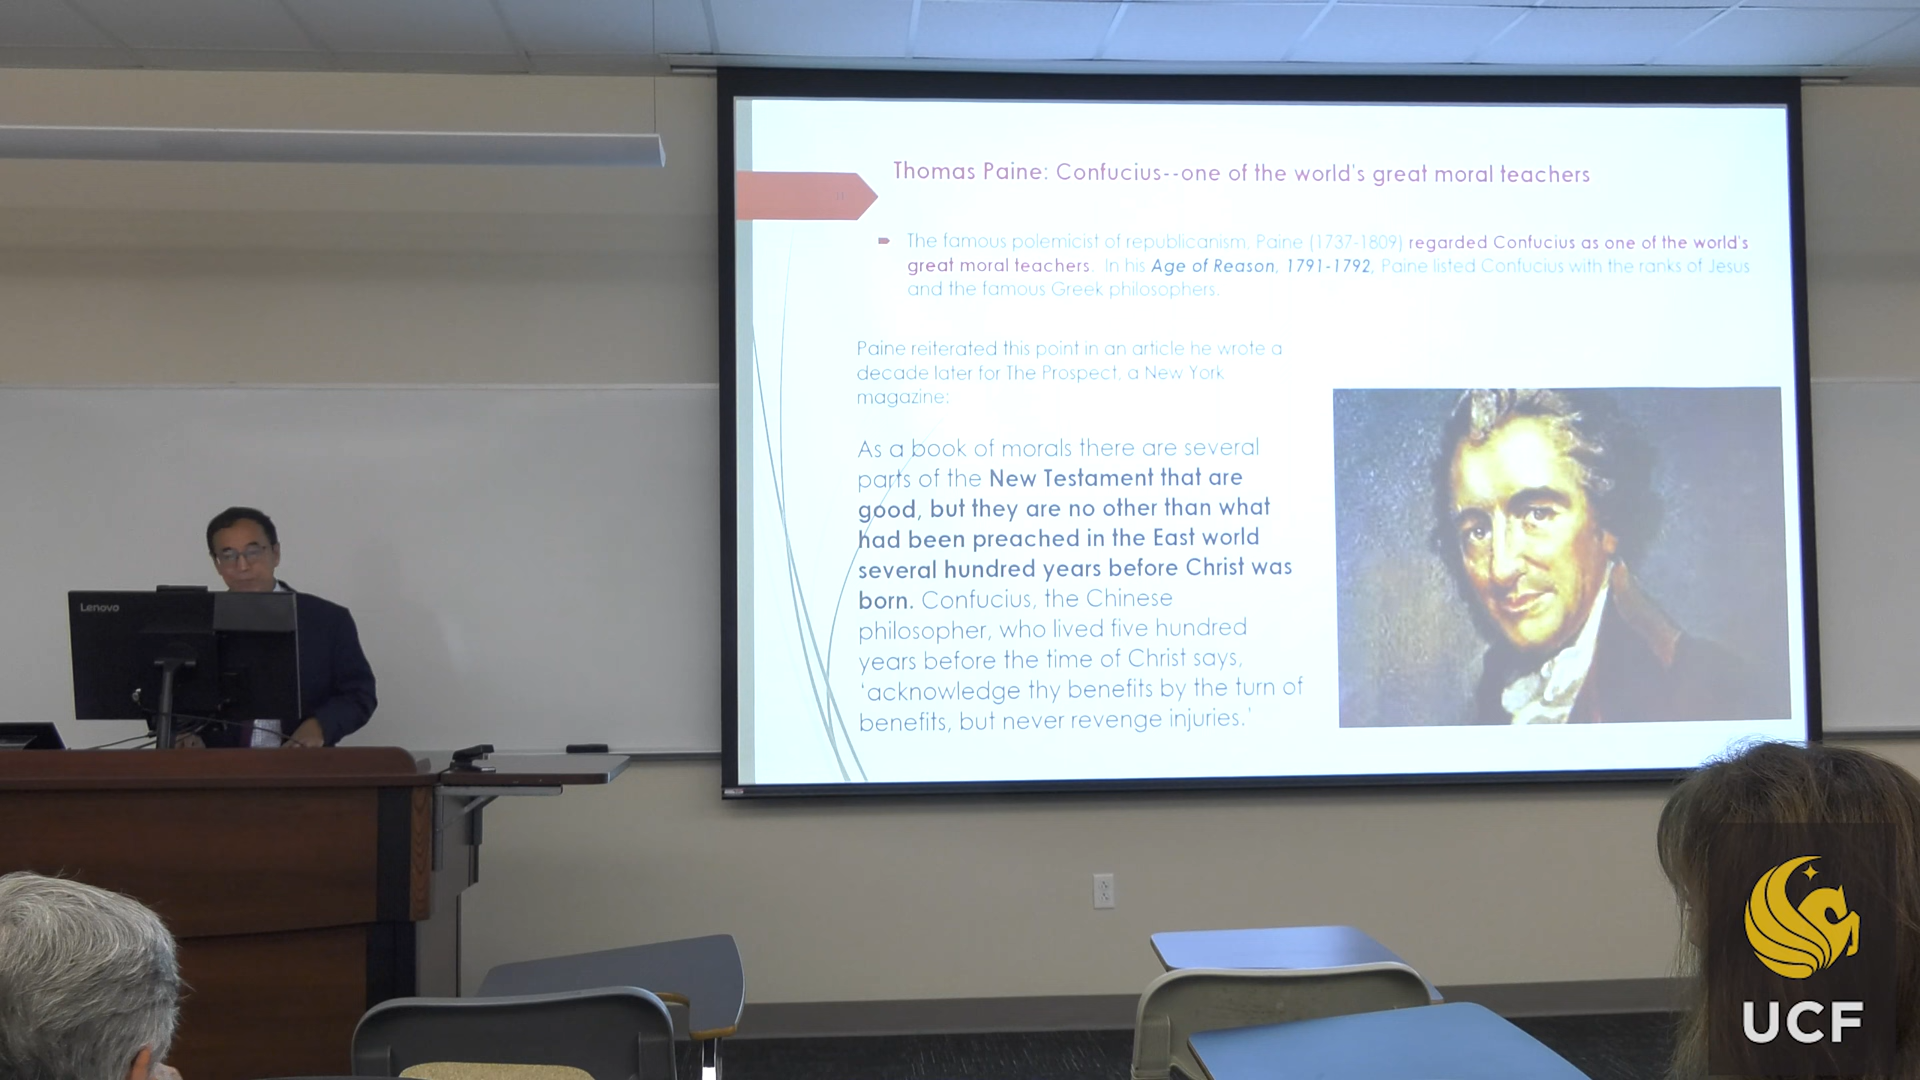 Thomas Paine: Confucius--one of the world's great moral teachers
The famous polemicist of republicanism, Paine (1737-1809) regarded Confucius as one of the world's
great moral teachers. In his Age of Reason, 1791-1792, Paine listed Confucius with the ranks of Jesus
and the famous Greek philosophers.
Paine reiterated this point in an article he wrote a
decade later for The Prospect, a New York
magazine:
As a book of morals there are several
parts of the New Testament that are
good, but they are no other than what
had been preached in the East world
several hundred years before Christ was
born. Confucius, the Chinese
philosopher, who lived five hundred
years before the time of Christ says,
'acknowledge thy benefits by the turn of
benefits, but never revenge injuries.'
Lenovo
UCF